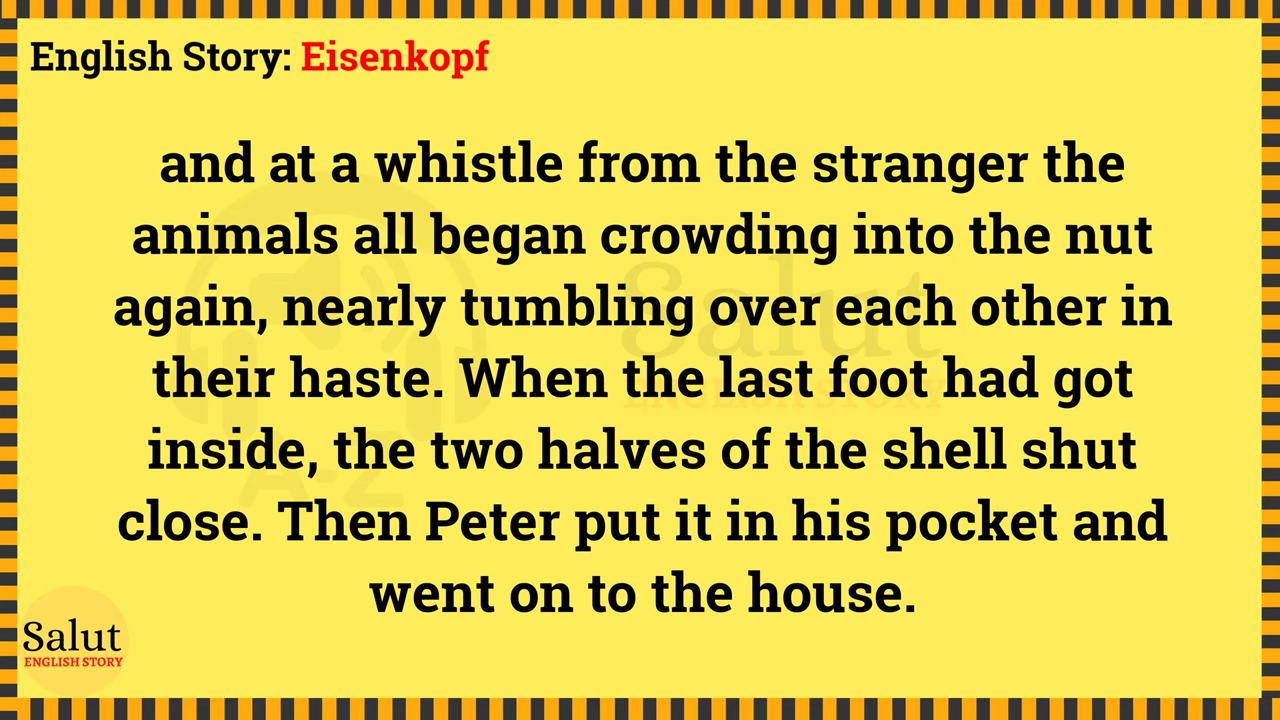 English Story: Eisenkopf
and at a whistle from the stranger the
animals all began crowding into the nut
again, nearly tumbling over each other in
their haste. When the last foot had got
inside, the two halves of the shell shut
close. Then Peter put it in his pocket and
went on to the house.
Salut
ENGLISH STORY
A-Z
Salut
ENGLISH STORY